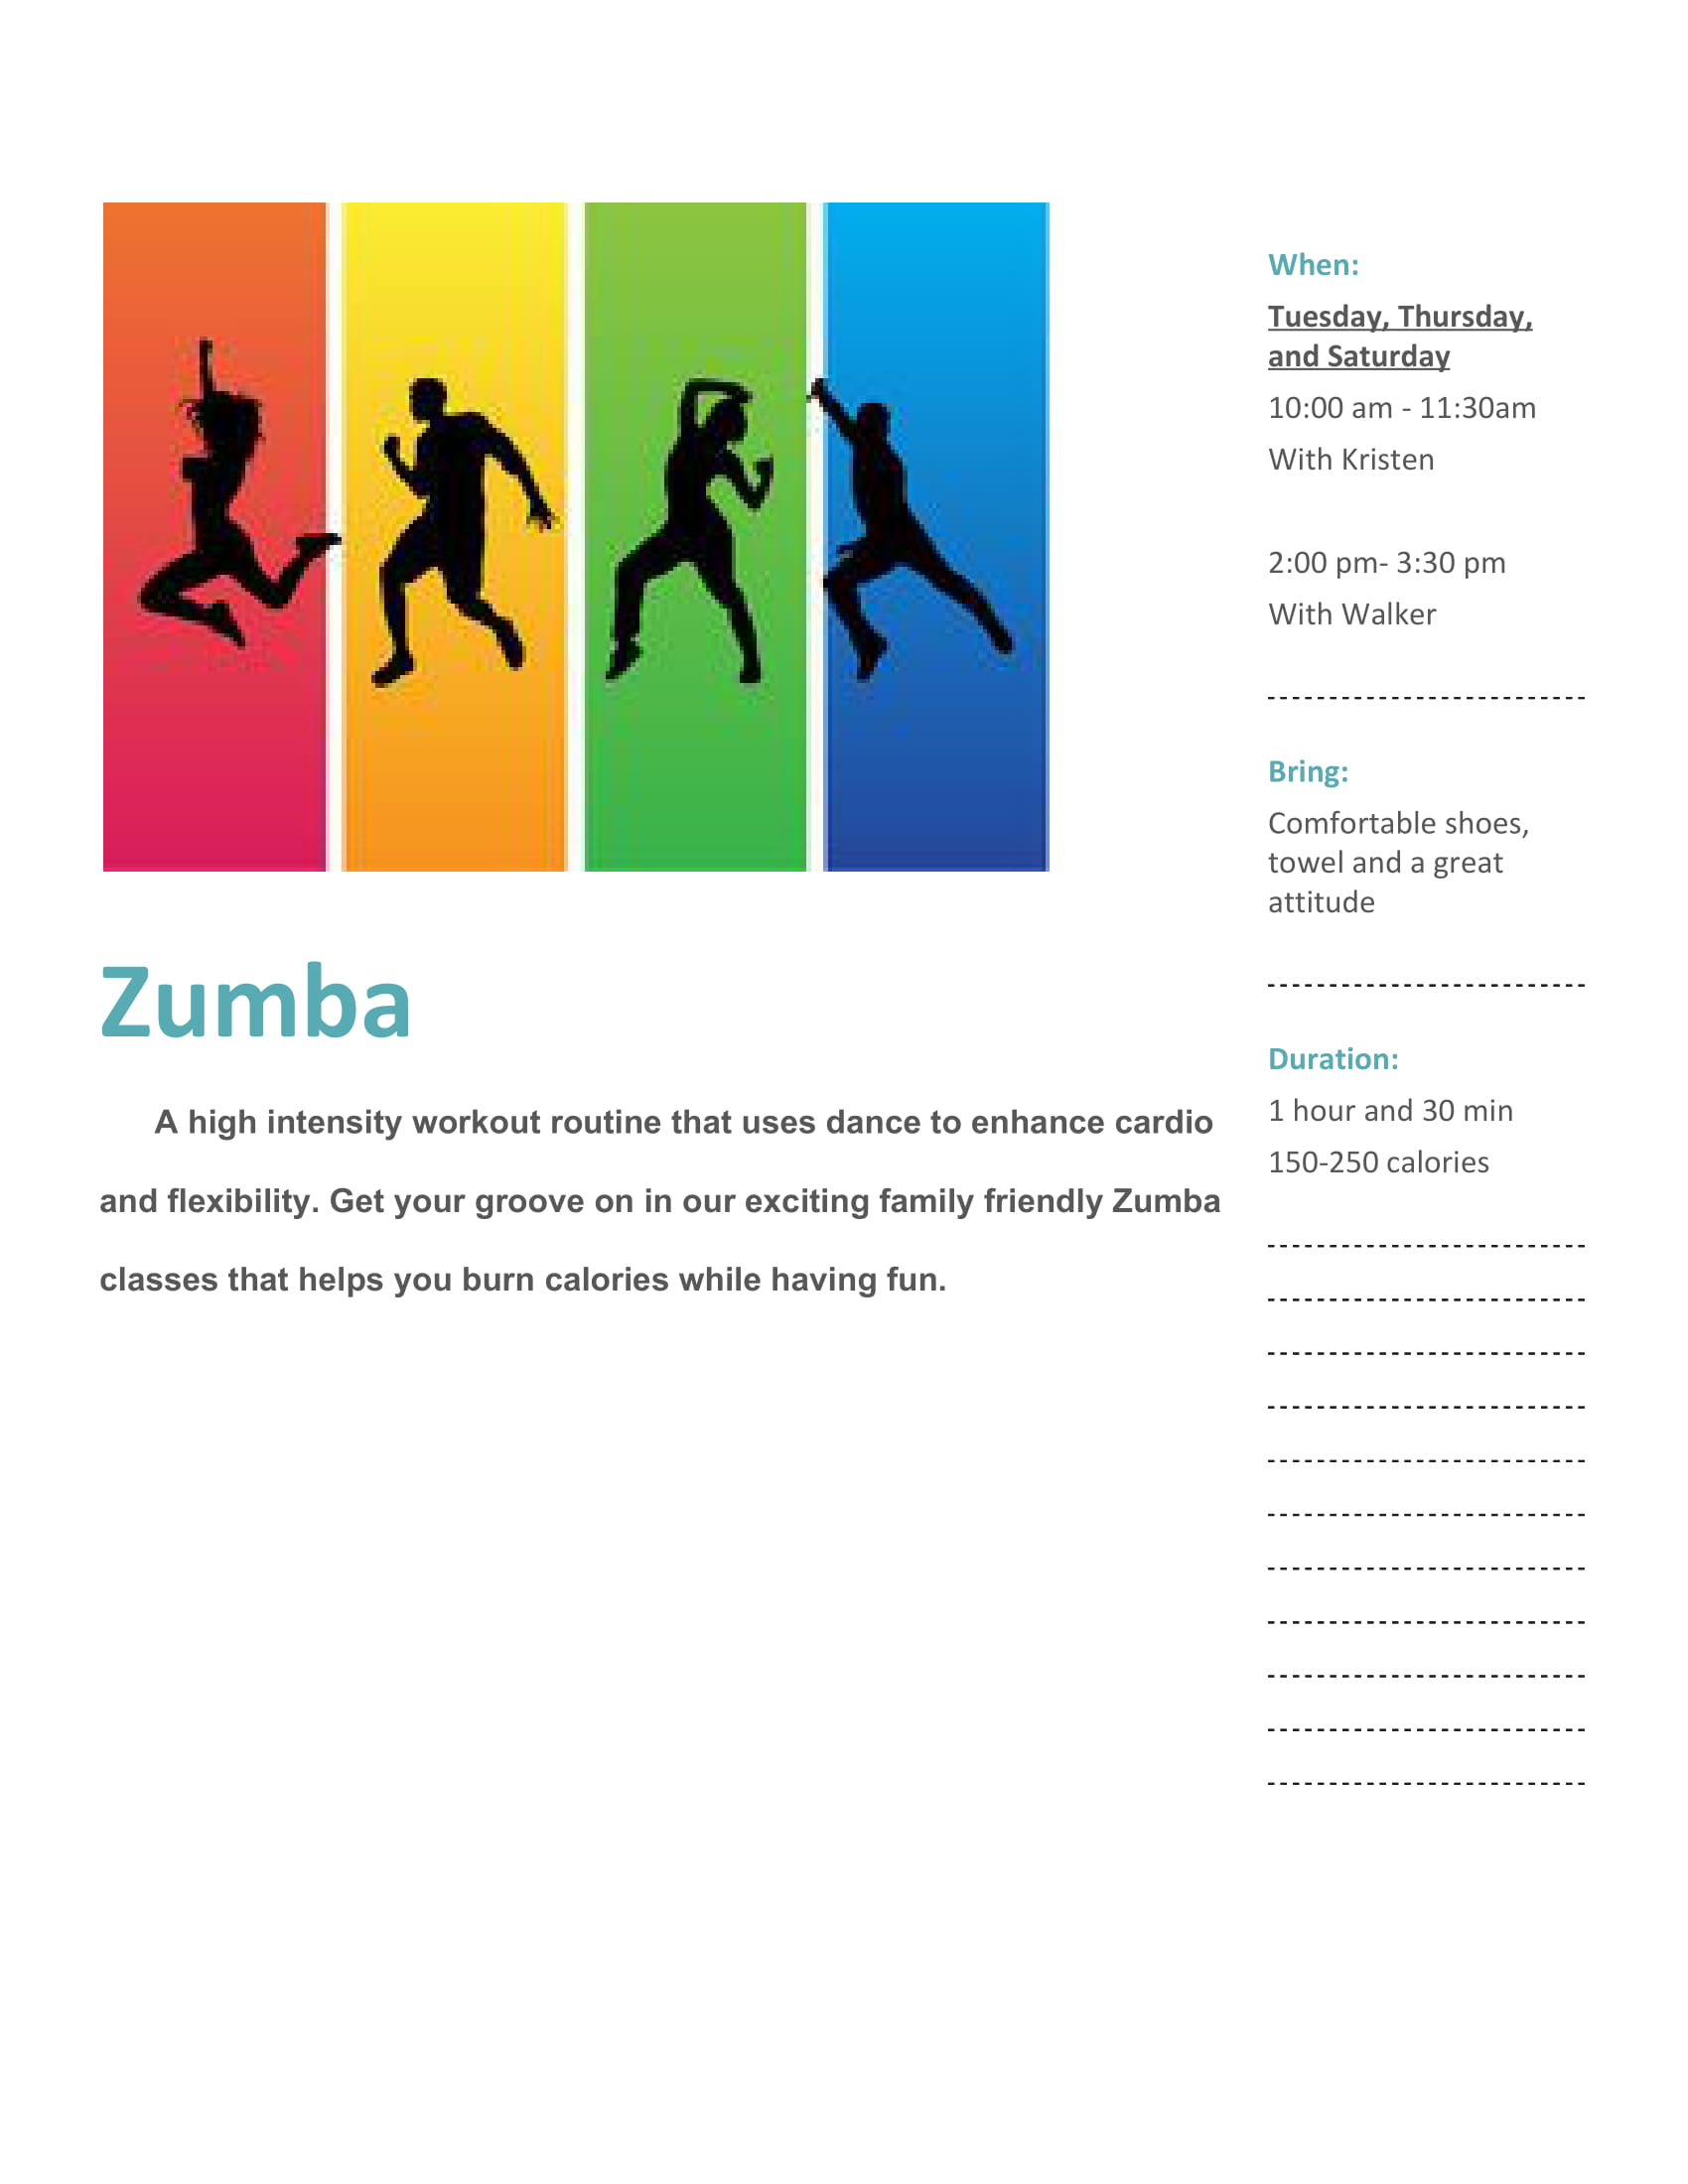 When:
Tuesday, Thursday,
and Saturday
10:00 am - 11:30am
With Kristen
2:00 pm- 3:30 pm
With Walker
Bring:
Comfortable shoes,
towel and a great
attitude
Zumba
A high intensity workout routine that uses dance to enhance cardio
and flexibility. Get your groove on in our exciting family friendly Zumba
classes that helps you burn calories while having fun.
Duration:
1 hour and 30 min
150-250 calories